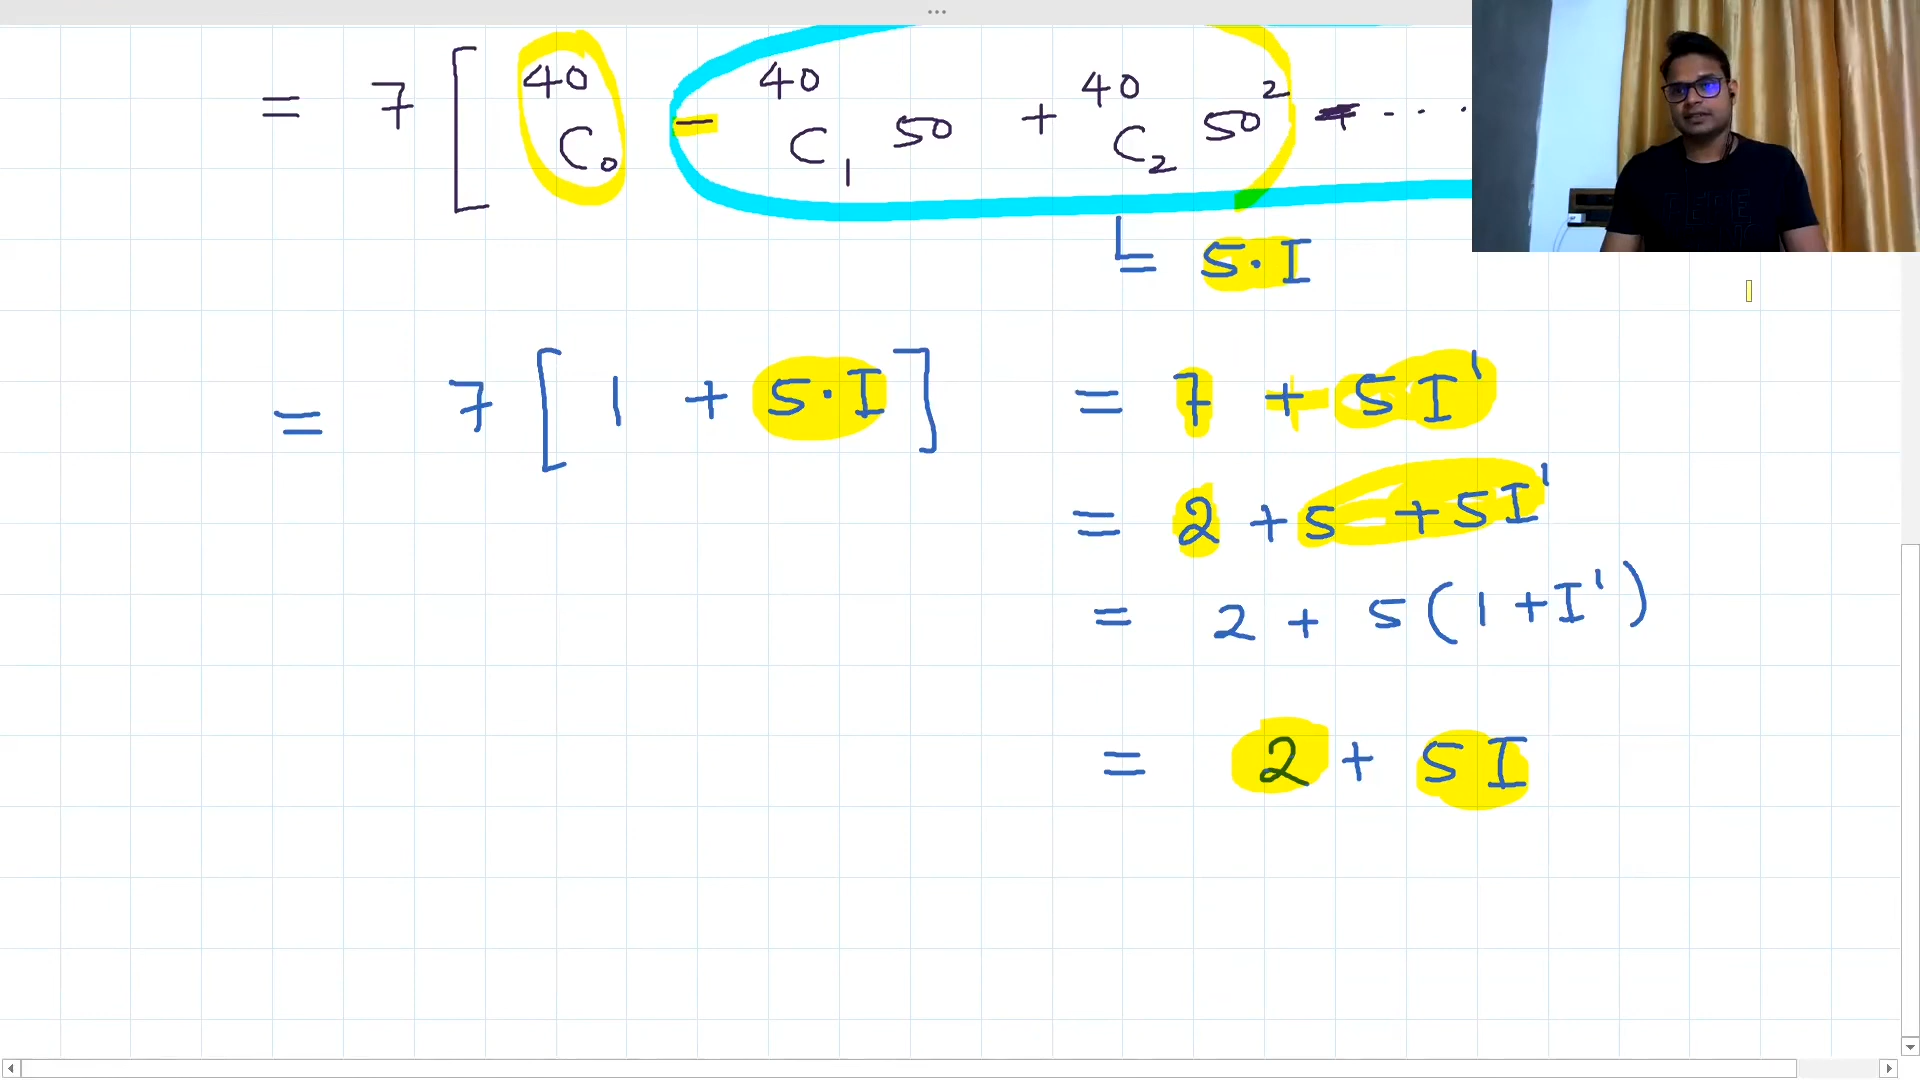 = 7 [ ⁴⁰C₀ − ⁴⁰C₁ 50 + ⁴⁰C₂ 50² - ...
= 5·I
= 7 [ 1 + 5·I ] = 7 + 5I'
= 2 + 5 + 5I'
= 2 + 5(1+I')
= 2 + 5I